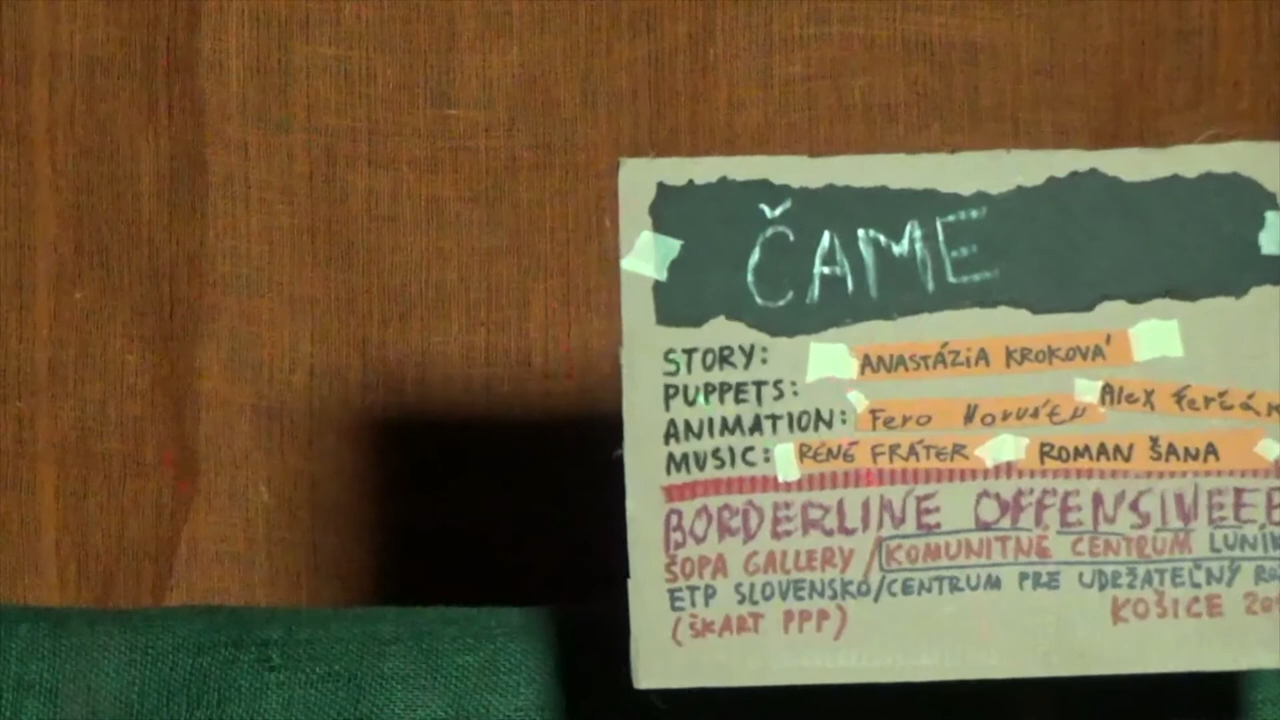 ČAME
STORY: ANASTÁZIA KROKOVÁ
PUPPETS: Alex
ANIMATION: Fero
MUSIC: RENÉ FRÁTER ROMAN ŠANA
BORDERLINE OFFENSIVEEE
ŠOPA GALLERY / KOMUNITNÉ CENTRUM LUNÍK
ETP SLOVENSKO/CENTRUM PRE UDRŽATEĽNÝ
(ŠKART PPP) KOŠICE